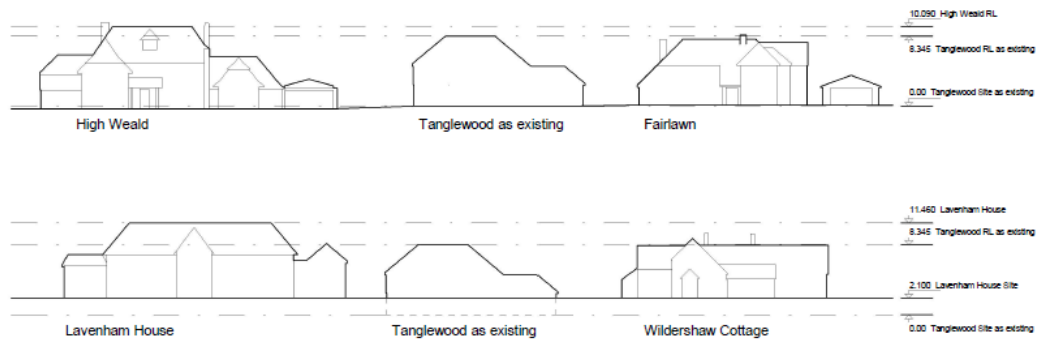 10.090 High Weald RL
8.345 Tanglewood RL as existing
0.00 Tanglewood Site as existing
High Weald
Tanglewood as existing
Fairlawn
11.460 Lavenham House
8.345 Tanglewood RL as existing
2.100 Lavenham House Site
Lavenham House
Tanglewood as existing
Wildershaw Cottage
0.00 Tanglewood Site as existing